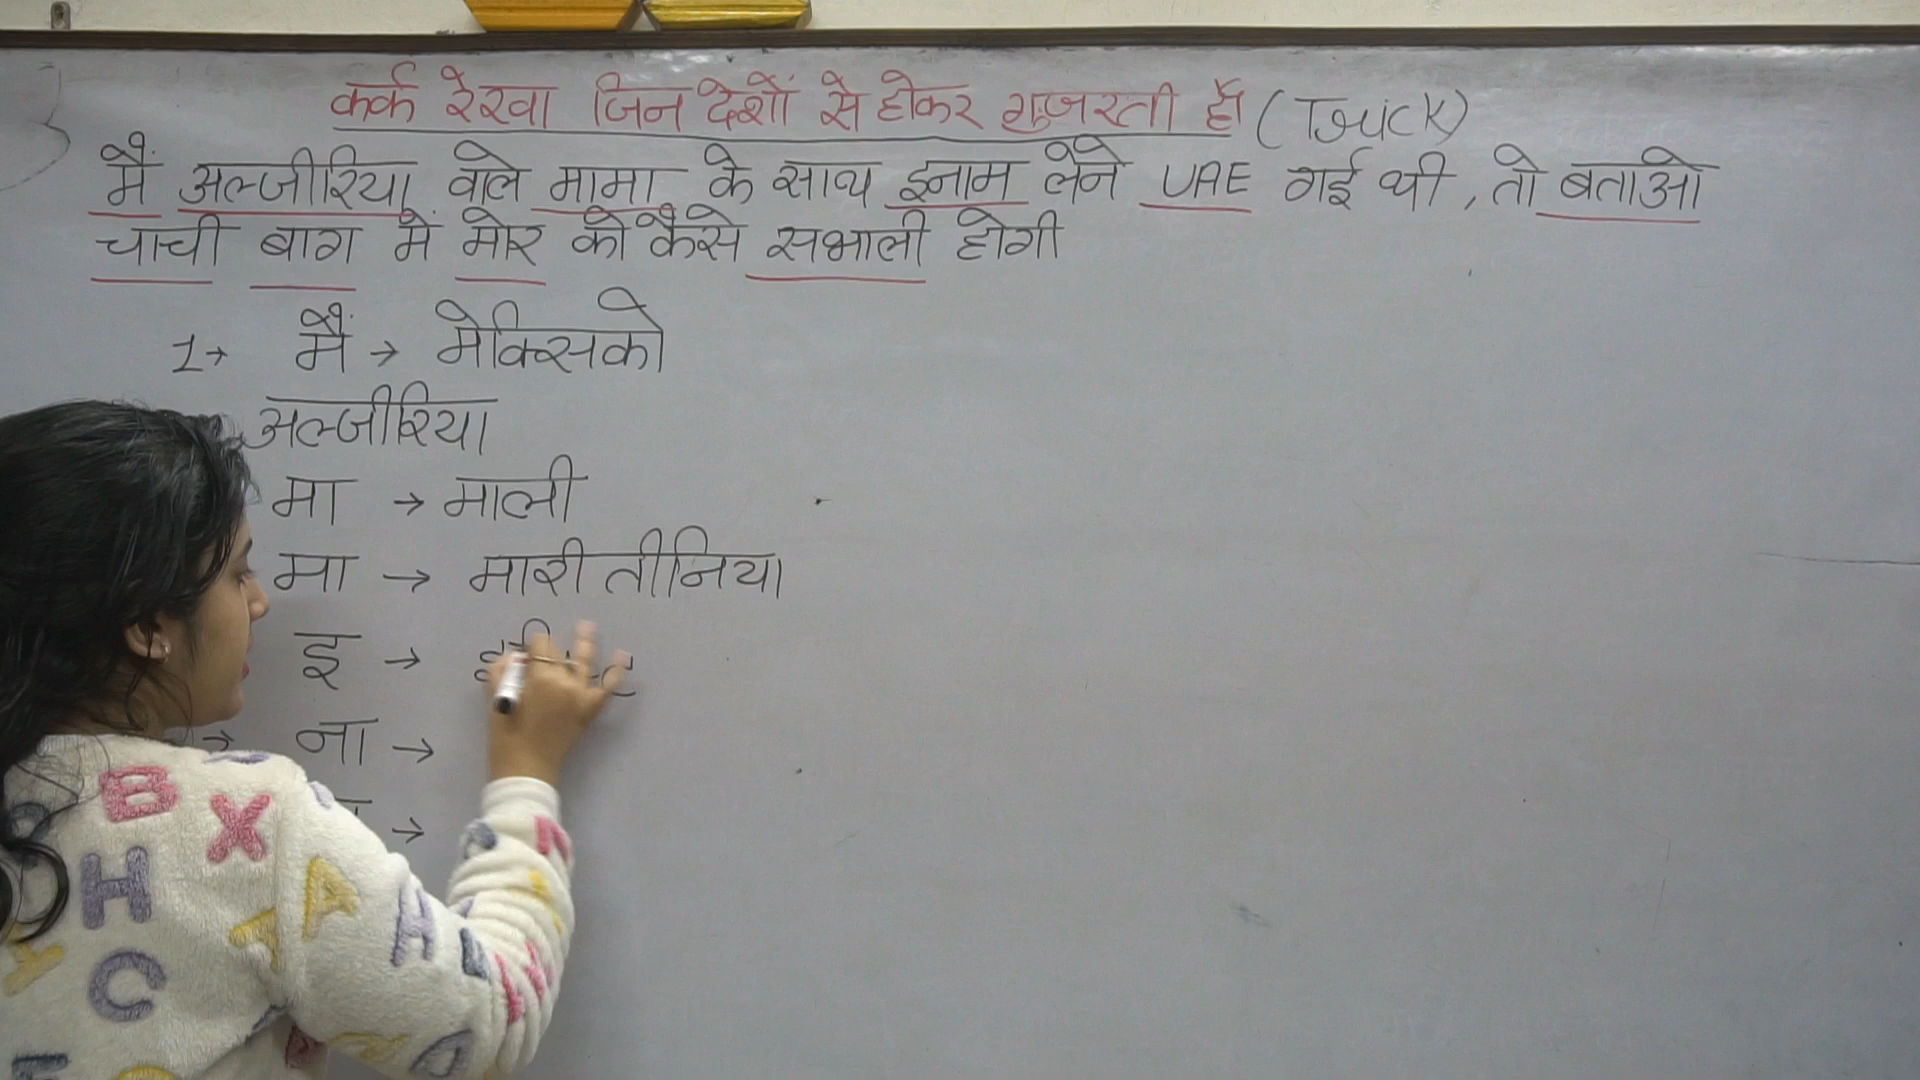 कर्क रेखा जिन देशों से होकर गुजरती है (Trick)
मैं अल्जीरिया वाले मामा के साथ इनाम लेने UAE गई थी, तो बताओ
चाची बाग में मोर को कैसे सभाली होगी
1→ मैं → मेक्सिको
अल्जीरिया
मा → माली
मा → मारीतीनिया
इ →
ना →
→
B X
H A A
C